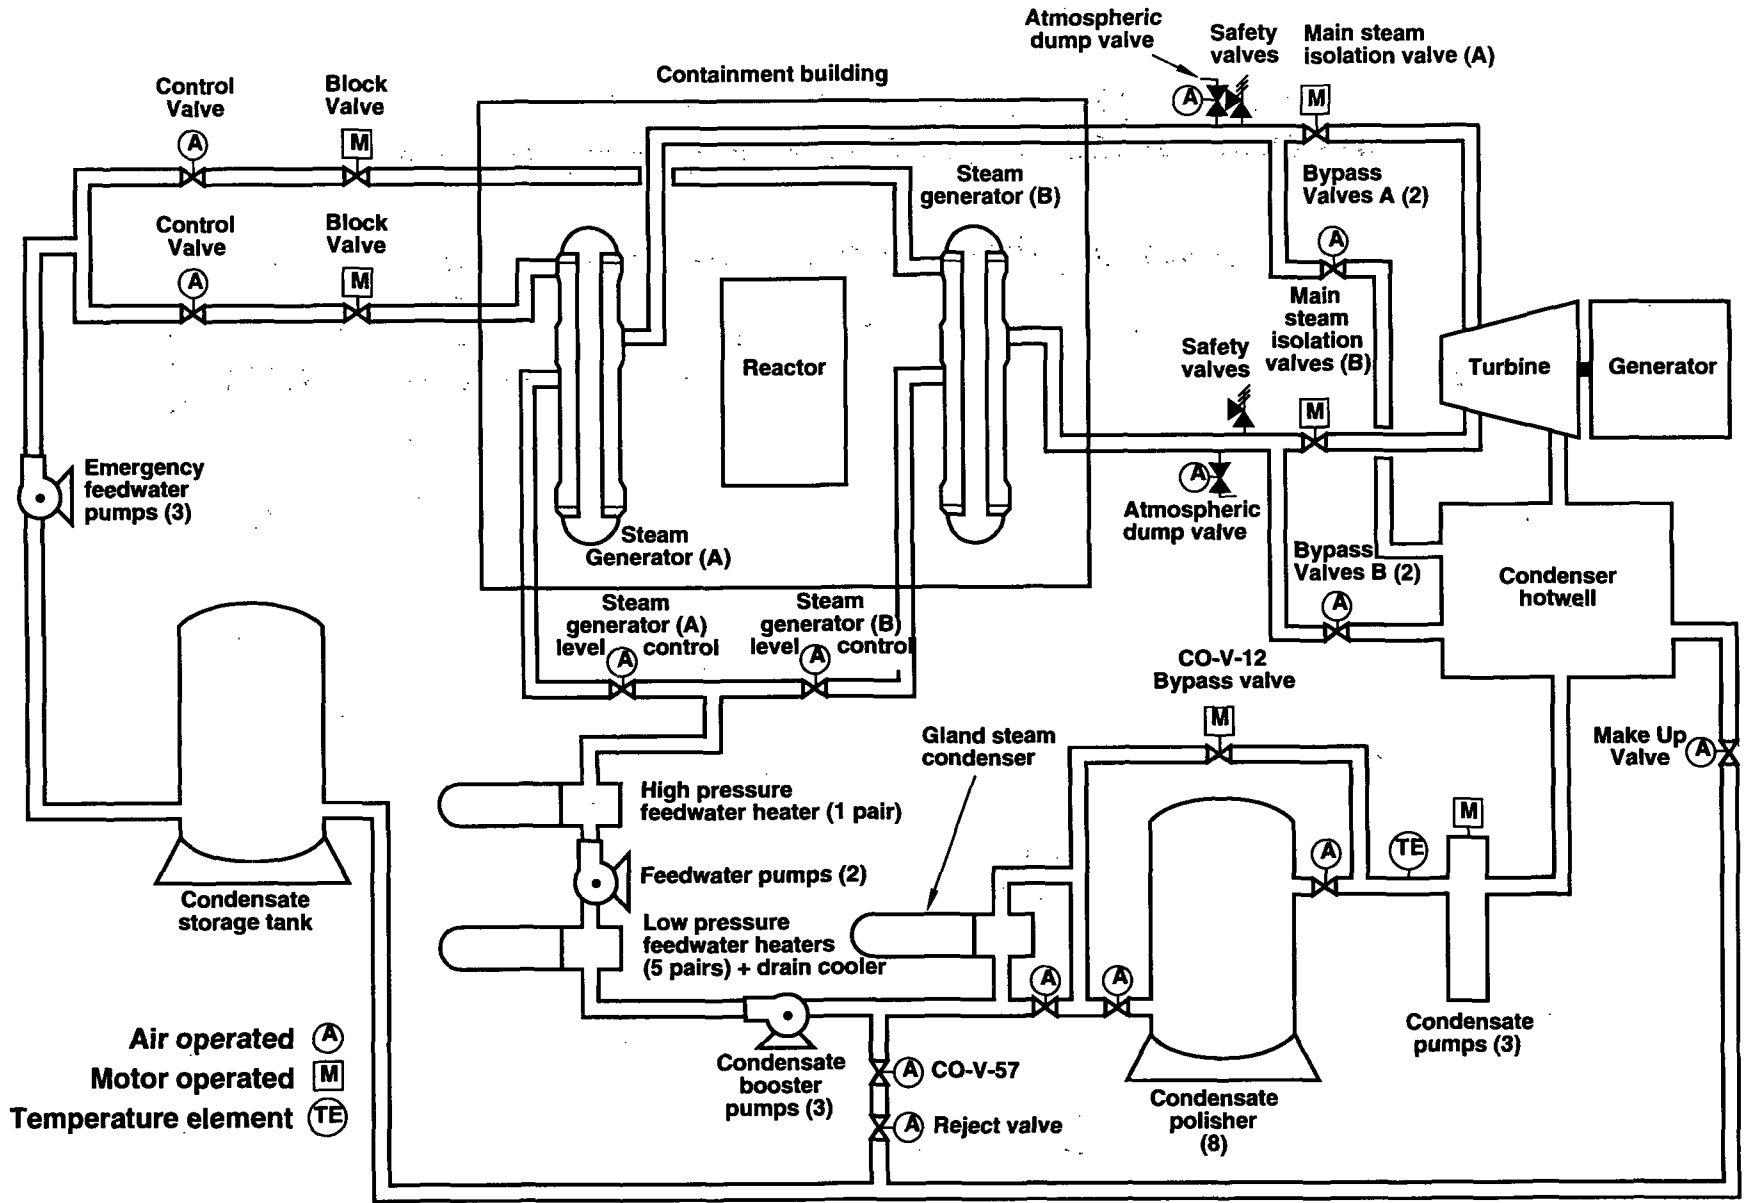 Atmospheric
dump valve
Safety
valves
Main steam
isolation valve (A)
Containment building
Control
Valve
Block
Valve
A
M
A
M
Steam
generator (B)
Bypass
Valves A (2)
Control
Valve
Block
Valve
A
M
A
Main
steam
isolation
valves (B)
Safety
valves
Reactor
Turbine
Generator
M
Emergency
feedwater
pumps (3)
A
Atmospheric
dump valve
Steam
Generator (A)
Bypass
Valves B (2)
Condenser
hotwell
A
Steam
generator (A)
level control
A
Steam
generator (B)
level control
A
CO-V-12
Bypass valve
M
Gland steam
condenser
Make Up
Valve
A
High pressure
feedwater heater (1 pair)
M
A
TE
Feedwater pumps (2)
Condensate
storage tank
Low pressure
feedwater heaters
(5 pairs) + drain cooler
A
A
Condensate
pumps (3)
Air operated A
Motor operated M
Temperature element TE
Condensate
booster
pumps (3)
A CO-V-57
A Reject valve
Condensate
polisher
(8)